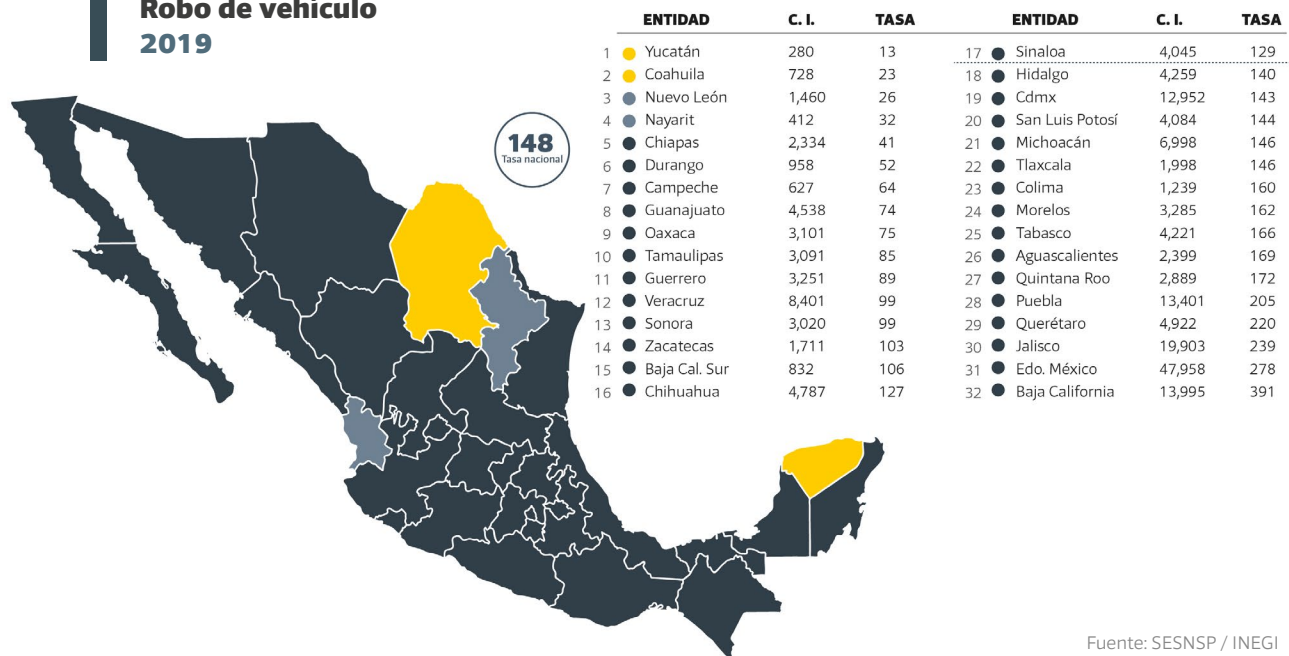 Robo de vehículo
2019
148
Tasa nacional
ENTIDAD C. I. TASA
1 Yucatán 280 13
2 Coahuila 728 23
3 Nuevo León 1,460 26
4 Nayarit 412 32
5 Chiapas 2,334 41
6 Durango 958 52
7 Campeche 627 64
8 Guanajuato 4,538 74
9 Oaxaca 3,101 75
10 Tamaulipas 3,091 85
11 Guerrero 3,251 89
12 Veracruz 8,401 99
13 Sonora 3,020 99
14 Zacatecas 1,711 103
15 Baja Cal. Sur 832 106
16 Chihuahua 4,787 127
ENTIDAD C. I. TASA
17 Sinaloa 4,045 129
18 Hidalgo 4,259 140
19 Cdmx 12,952 143
20 San Luis Potosí 4,084 144
21 Michoacán 6,998 146
22 Tlaxcala 1,998 146
23 Colima 1,239 160
24 Morelos 3,285 162
25 Tabasco 4,221 166
26 Aguascalientes 2,399 169
27 Quintana Roo 2,889 172
28 Puebla 13,401 205
29 Querétaro 4,922 220
30 Jalisco 19,903 239
31 Edo. México 47,958 278
32 Baja California 13,995 391
Fuente: SESNSP / INEGI